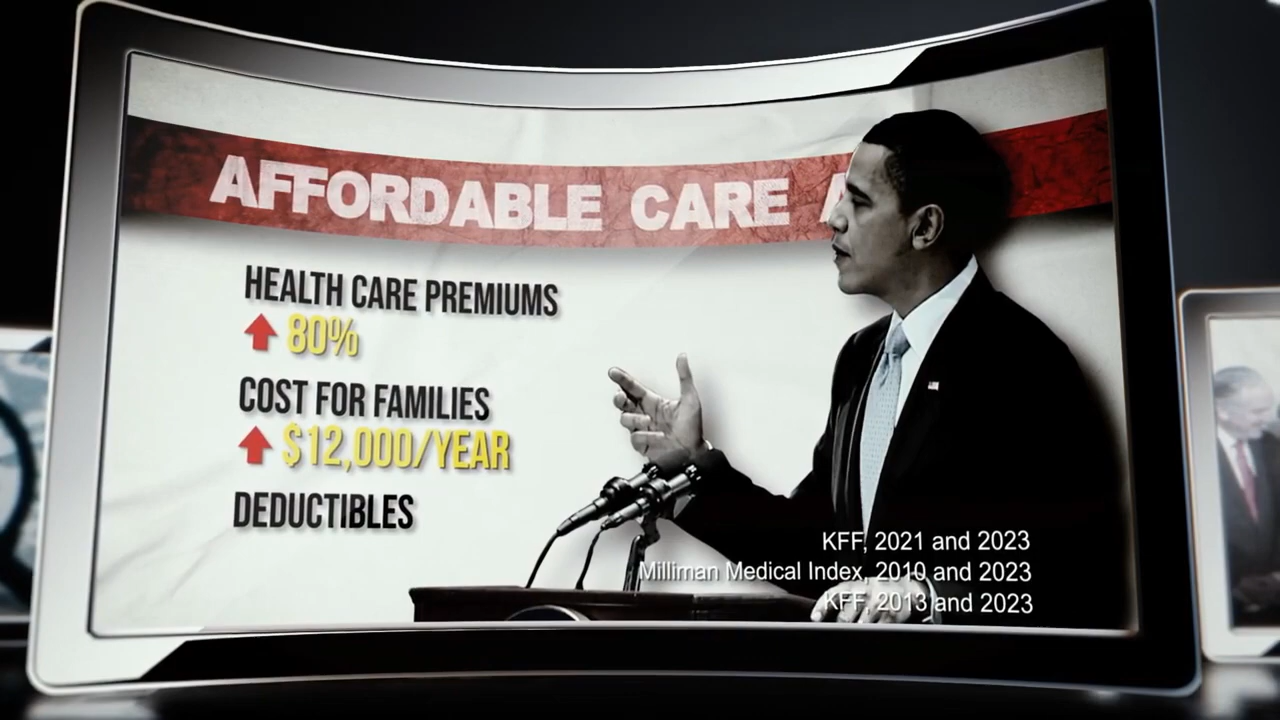 AFFORDABLE CARE A
HEALTH CARE PREMIUMS
80%
COST FOR FAMILIES
$12,000/YEAR
DEDUCTIBLES
KFF, 2021 and 2023
Milliman Medical Index, 2010 and 2023
KFF, 2013 and 2023